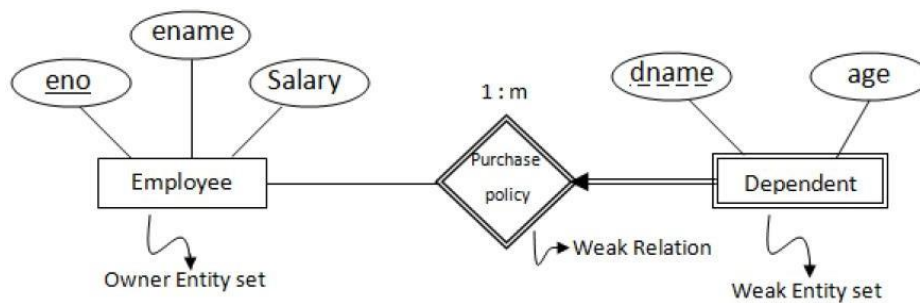 ename
eno
Salary
1 : m
dname
age
Employee
Purchase
policy
Dependent
Weak Relation
Owner Entity set
Weak Entity set